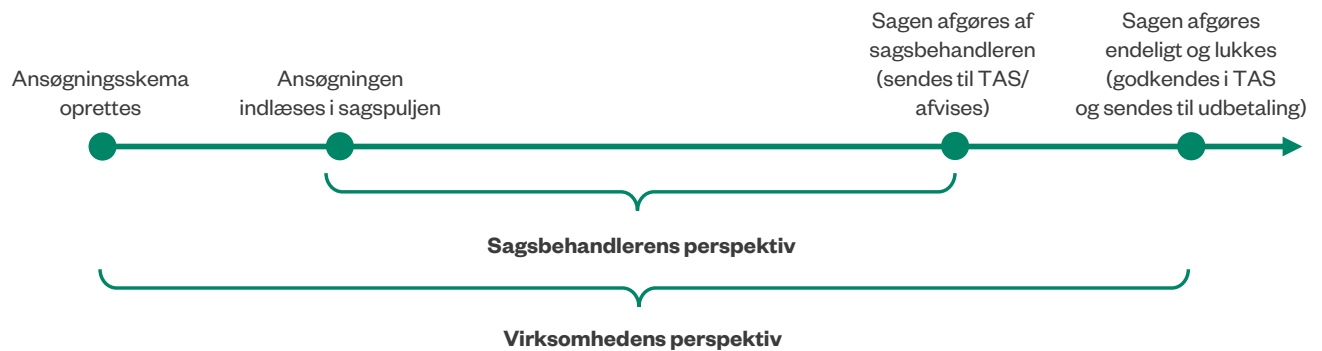 Ansøgningsskema
oprettes
Ansøgningen
indlæses i sagspuljen
Sagen afgøres af
sagsbehandleren
(sendes til TAS/
afvises)
Sagen afgøres
endeligt og lukkes
(godkendes i TAS
og sendes til udbetaling)
Sagsbehandlerens perspektiv
Virksomhedens perspektiv